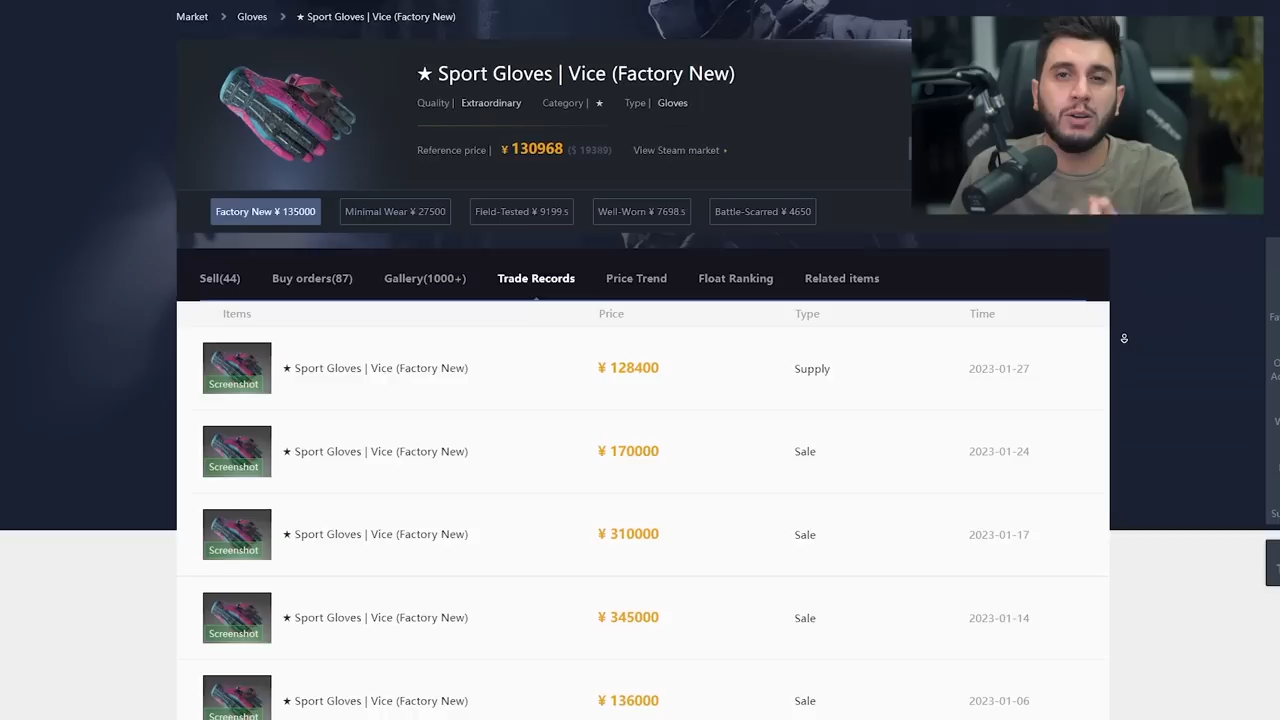 Market > Gloves > ★ Sport Gloves | Vice (Factory New)
★ Sport Gloves | Vice (Factory New)
Quality | Extraordinary Category | ★ Type | Gloves
Reference price | ¥ 130968 ($ 19389) View Steam market
Factory New ¥ 135000 Minimal Wear ¥ 27500 Field-Tested ¥ 9199.5 Well-Worn ¥ 7698.5 Battle-Scarred ¥ 4650
Sell(44) Buy orders(87) Gallery(1000+) Trade Records Price Trend Float Ranking Related items
Items Price Type Time
Screenshot ★ Sport Gloves | Vice (Factory New) ¥ 128400 Supply 2023-01-27
Screenshot ★ Sport Gloves | Vice (Factory New) ¥ 170000 Sale 2023-01-24
Screenshot ★ Sport Gloves | Vice (Factory New) ¥ 310000 Sale 2023-01-17
Screenshot ★ Sport Gloves | Vice (Factory New) ¥ 345000 Sale 2023-01-14
Screenshot ★ Sport Gloves | Vice (Factory New) ¥ 136000 Sale 2023-01-06